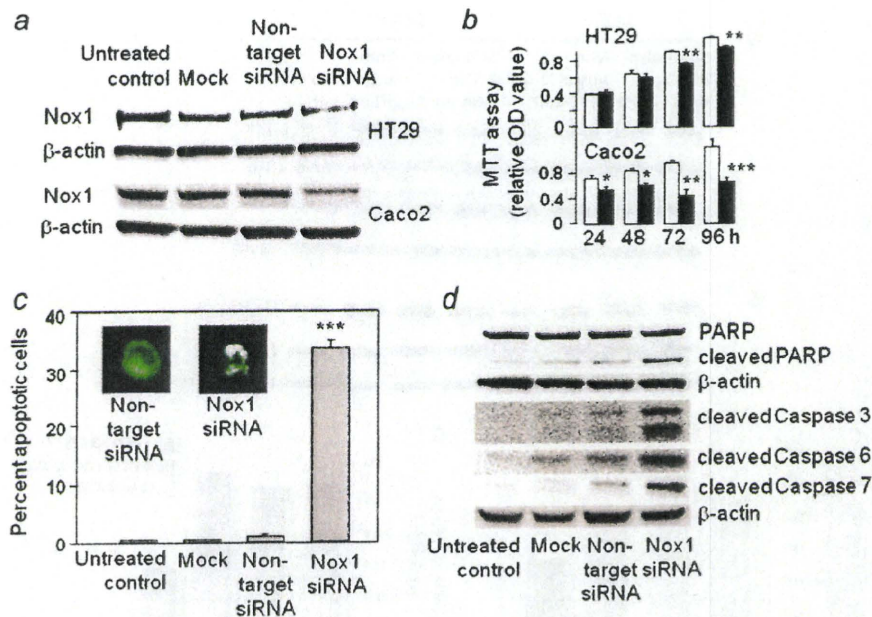 a
Untreated control
Mock
Non-target siRNA
Nox1 siRNA
Nox1
β-actin
HT29
Nox1
β-actin
Caco2
b
MTT assay
(relative OD value)
0.8
0.4
0
HT29
**
**
0.8
0.4
0
Caco2
*
*
**
***
24
48
72
96 h
c
Percent apoptotic cells
40
30
20
10
0
Non-target siRNA
Nox1 siRNA
***
Untreated control
Mock
Non-target siRNA
Nox1 siRNA
d
PARP
cleaved PARP
β-actin
cleaved Caspase 3
cleaved Caspase 6
cleaved Caspase 7
β-actin
Untreated control
Mock
Non-target siRNA
Nox1 siRNA